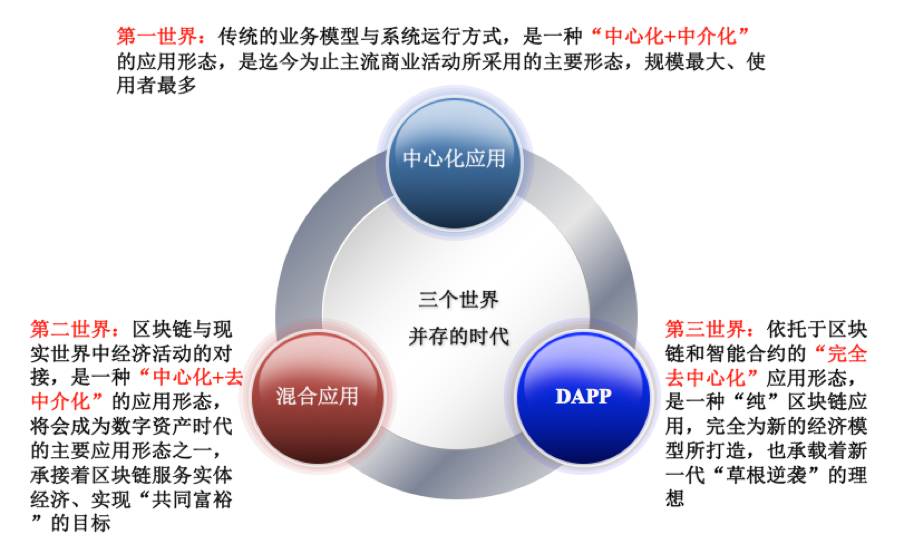 第一世界：传统的业务模型与系统运行方式，是一种“中心化+中介化”
的应用形态，是迄今为止主流商业活动所采用的主要形态，规模最大、使
用者最多
中心化应用
三个世界
并存的时代
第二世界：区块链与现
实世界中经济活动的对
接，是一种“中心化+去
中介化”的应用形态，
将会成为数字资产时代
的主要应用形态之一，
承接着区块链服务实体
经济、实现“共同富裕
”的目标
混合应用
DAPP
第三世界：依托于区块
链和智能合约的“完全
去中心化”应用形态，
是一种“纯”区块链应
用，完全为新的经济模
型所打造，也承载着新
一代“草根逆袭”的理
想